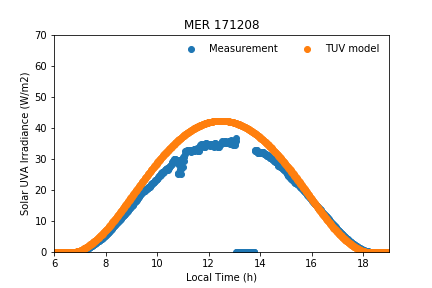 MER 171208
Measurement TUV model
70
60
50
40
30
20
10
0
Solar UVA Irradiance (W/m2)
6 8 10 12 14 16 18
Local Time (h)